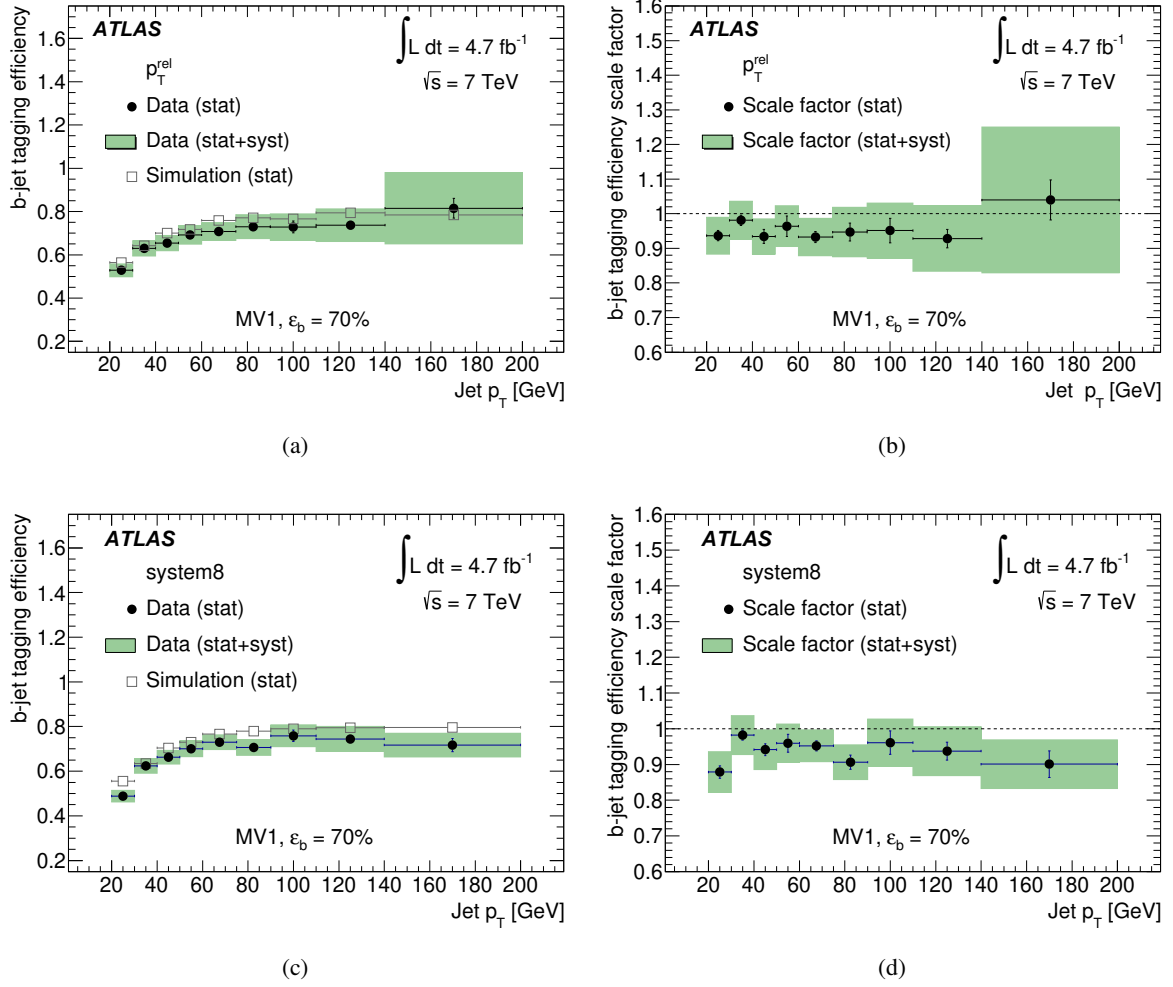 b-jet tagging efficiency
1.6
1.4
1.2
1
0.8
0.6
0.4
0.2
ATLAS
∫ L dt = 4.7 fb⁻¹
√s = 7 TeV
p_T^rel
Data (stat)
Data (stat+syst)
Simulation (stat)
MV1, ε_b = 70%
20 40 60 80 100 120 140 160 180 200
Jet p_T [GeV]
(a)
b-jet tagging efficiency scale factor
1.6
1.5
1.4
1.3
1.2
1.1
1
0.9
0.8
0.7
0.6
ATLAS
∫ L dt = 4.7 fb⁻¹
√s = 7 TeV
p_T^rel
Scale factor (stat)
Scale factor (stat+syst)
MV1, ε_b = 70%
20 40 60 80 100 120 140 160 180 200
Jet p_T [GeV]
(b)
b-jet tagging efficiency
1.6
1.4
1.2
1
0.8
0.6
0.4
0.2
ATLAS
∫ L dt = 4.7 fb⁻¹
√s = 7 TeV
system8
Data (stat)
Data (stat+syst)
Simulation (stat)
MV1, ε_b = 70%
20 40 60 80 100 120 140 160 180 200
Jet p_T [GeV]
(c)
b-jet tagging efficiency scale factor
1.6
1.5
1.4
1.3
1.2
1.1
1
0.9
0.8
0.7
0.6
ATLAS
∫ L dt = 4.7 fb⁻¹
√s = 7 TeV
system8
Scale factor (stat)
Scale factor (stat+syst)
MV1, ε_b = 70%
20 40 60 80 100 120 140 160 180 200
Jet p_T [GeV]
(d)